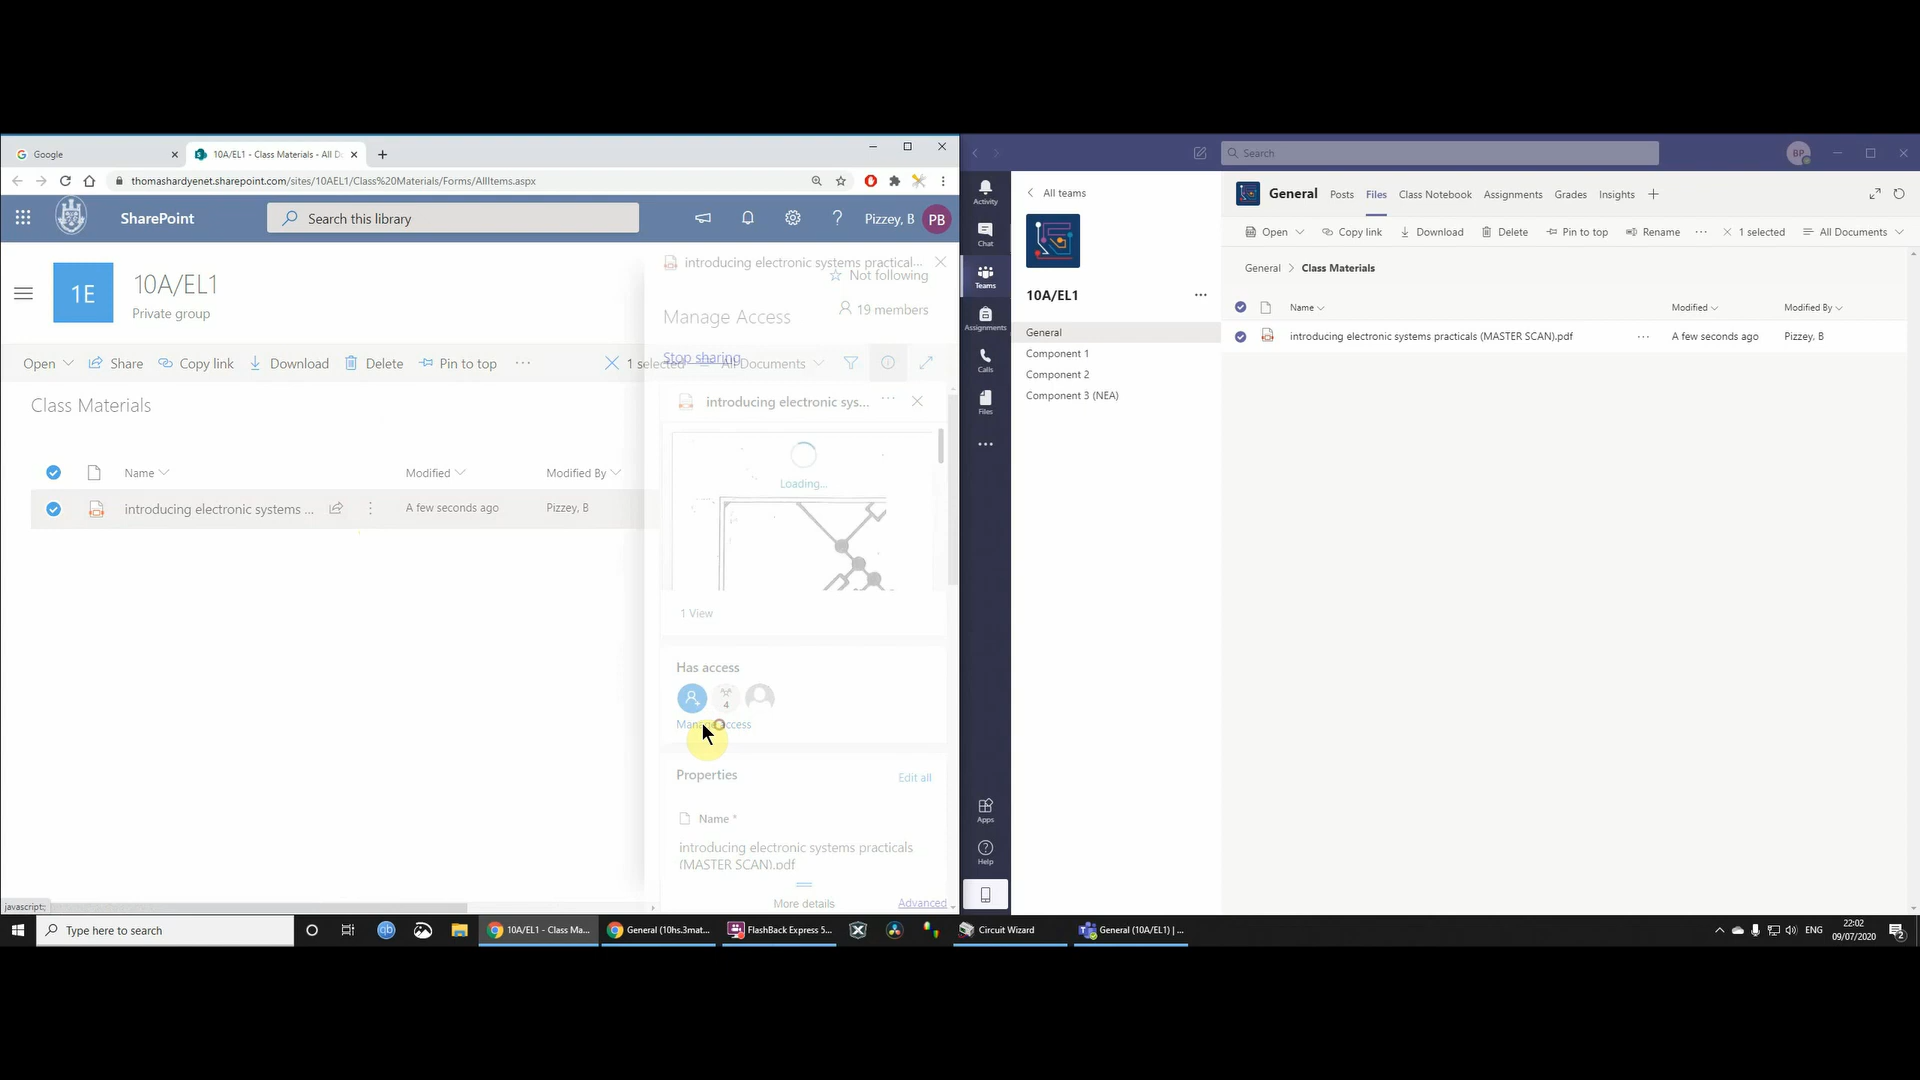 Google
10A/EL1 - Class Materials - All D
thomashardyenet.sharepoint.com/sites/10AEL1/Class%20Materials/Forms/AllItems.aspx
SharePoint
Search this library
Pizzey, B
PB
1E
10A/EL1
Private group
introducing electronic systems practical...
Not following
Manage Access
19 members
Stop sharing
Open
Share
Copy link
Download
Delete
Pin to top
1 selected
All Documents
Class Materials
Name
Modified
Modified By
introducing electronic systems ...
A few seconds ago
Pizzey, B
introducing electronic sys...
Loading...
1 View
Has access
4
Manage access
Properties
Edit all
Name *
introducing electronic systems practicals
(MASTER SCAN).pdf
More details
Advanced
javascript:;
Search
BP
Activity
Chat
Teams
Assignments
Calls
Files
Apps
Help
All teams
10A/EL1
General
Component 1
Component 2
Component 3 (NEA)
General
Posts
Files
Class Notebook
Assignments
Grades
Insights
Open
Copy link
Download
Delete
Pin to top
Rename
1 selected
All Documents
General > Class Materials
Name
Modified
Modified By
introducing electronic systems practicals (MASTER SCAN).pdf
A few seconds ago
Pizzey, B
Type here to search
qb
10A/EL1 - Class Ma...
General (10hs.3mat...
FlashBack Express 5...
Circuit Wizard
General (10A/EL1) | ...
ENG
22:02
09/07/2020
2